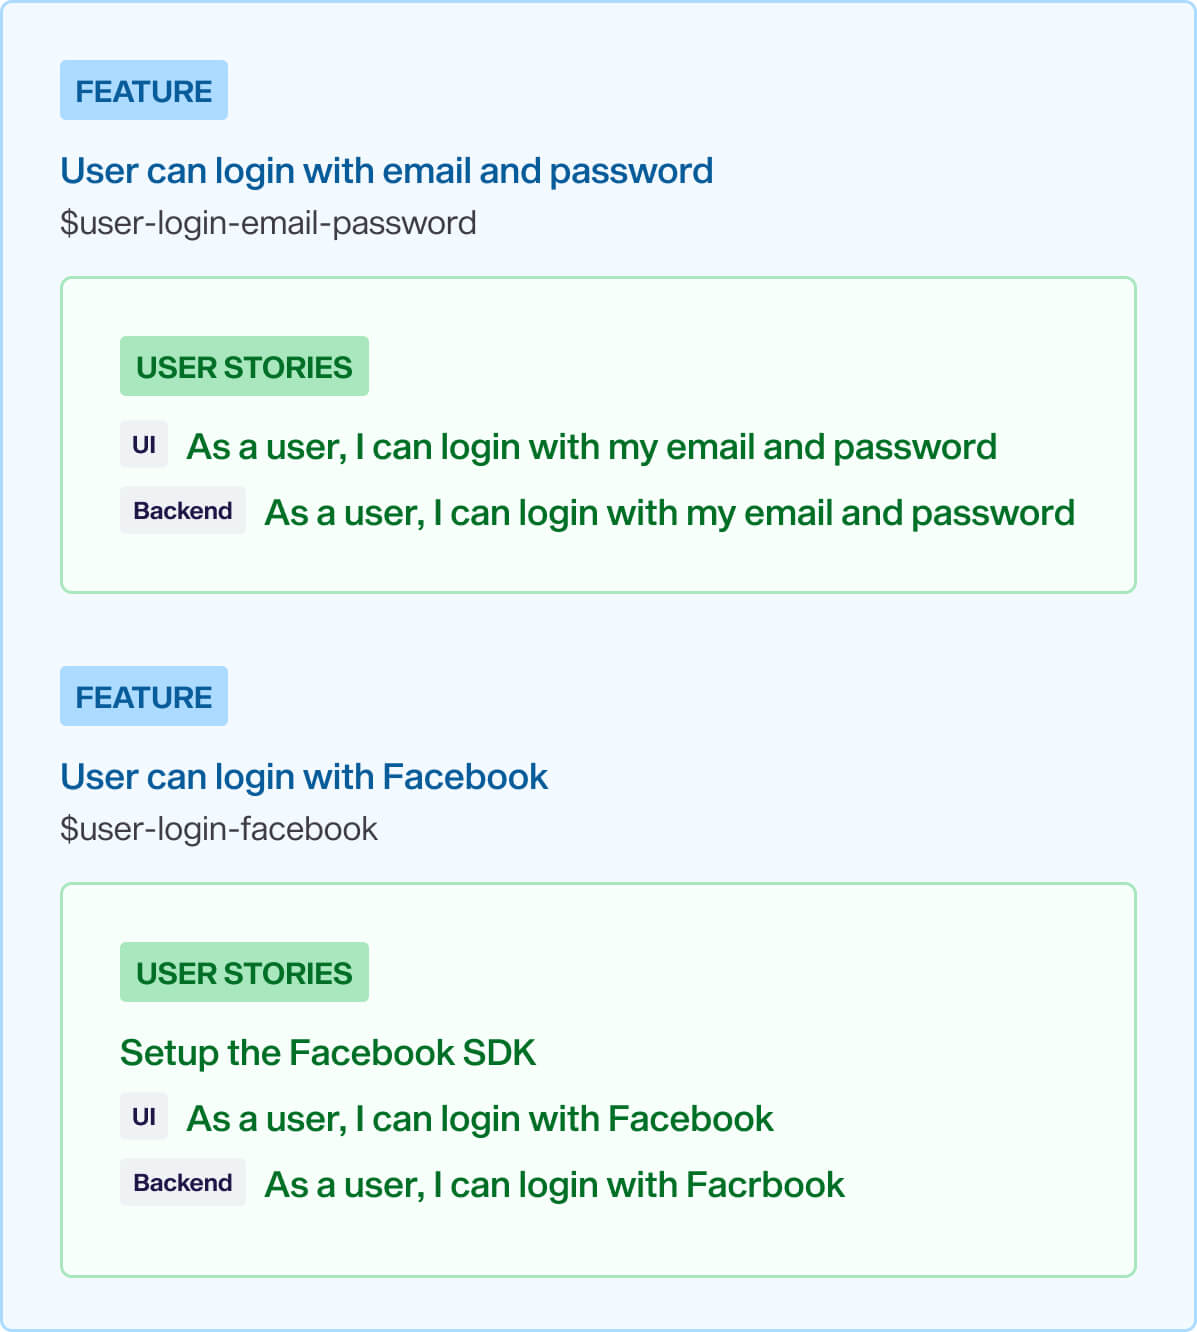 FEATURE
User can login with email and password
$user-login-email-password
USER STORIES
UI As a user, I can login with my email and password
Backend As a user, I can login with my email and password
FEATURE
User can login with Facebook
$user-login-facebook
USER STORIES
Setup the Facebook SDK
UI As a user, I can login with Facebook
Backend As a user, I can login with Facrbook